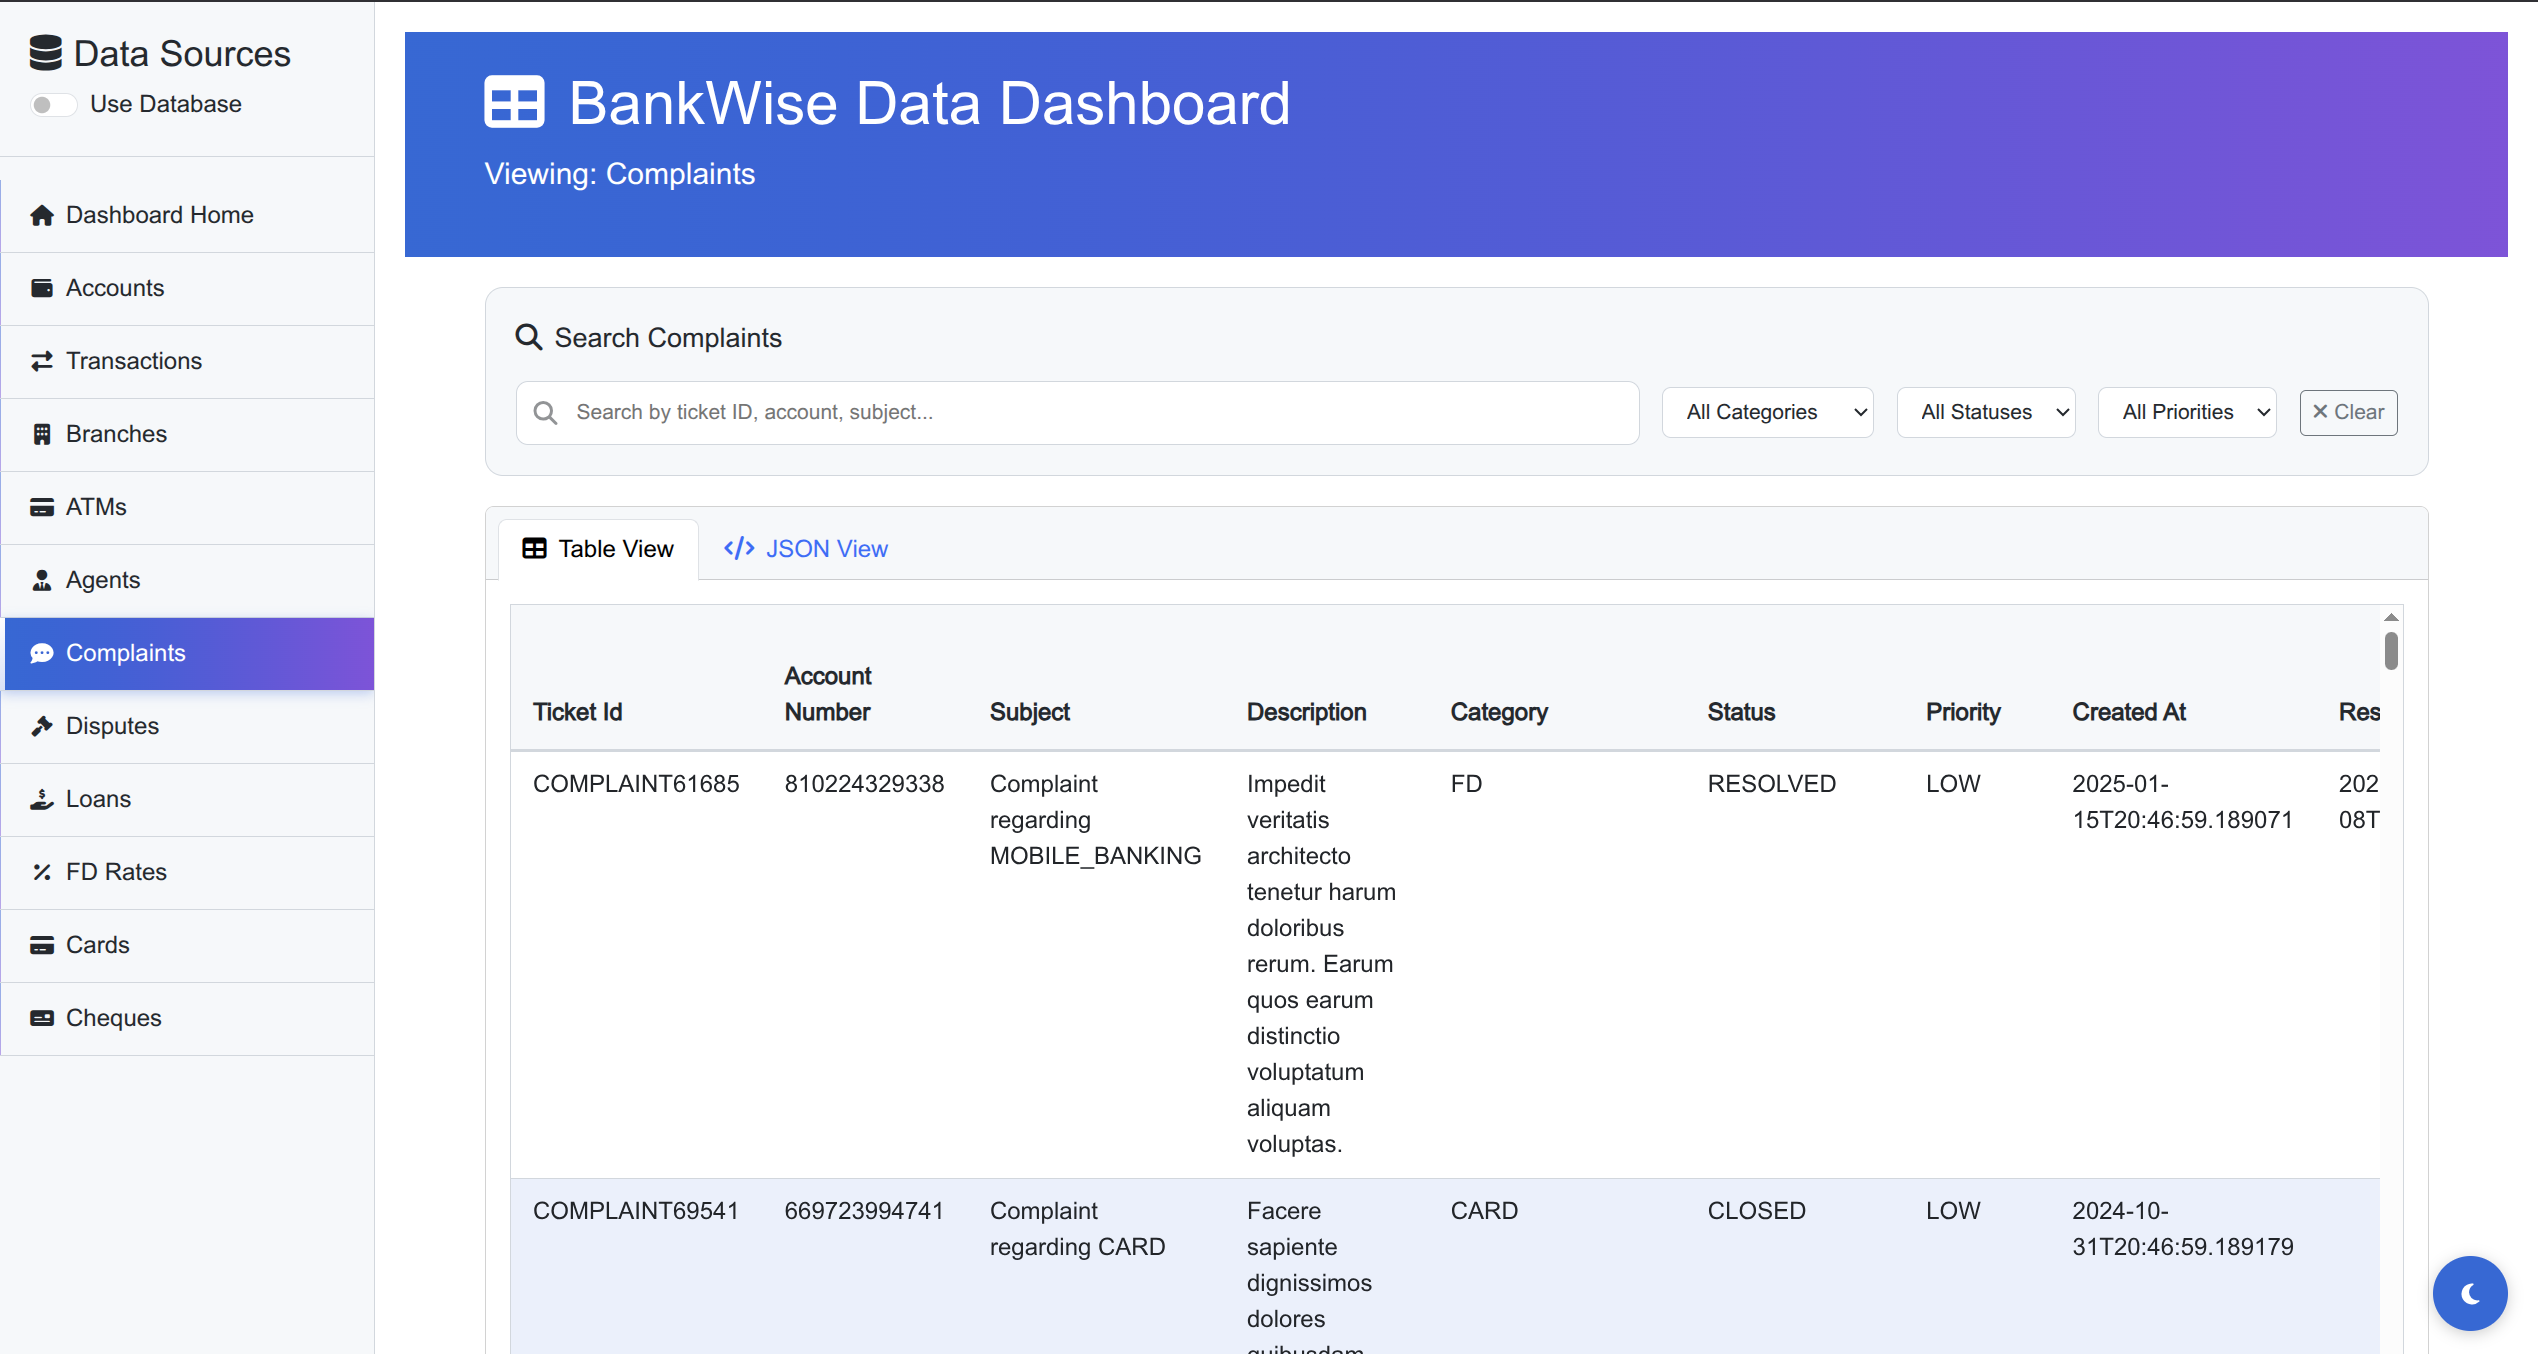 Data Sources
Use Database
Dashboard Home
Accounts
Transactions
Branches
ATMs
Agents
Complaints
Disputes
Loans
FD Rates
Cards
Cheques
BankWise Data Dashboard
Viewing: Complaints
Search Complaints
Search by ticket ID, account, subject...
All Categories
All Statuses
All Priorities
Clear
Table View
JSON View
Ticket Id
Account
Number
Subject
Description
Category
Status
Priority
Created At
Res
COMPLAINT61685
810224329338
Complaint
regarding
MOBILE_BANKING
Impedit
veritatis
architecto
tenetur harum
doloribus
rerum. Earum
quos earum
distinctio
voluptatum
aliquam
voluptas.
FD
RESOLVED
LOW
2025-01-
15T20:46:59.189071
202
08T
COMPLAINT69541
669723994741
Complaint
regarding CARD
Facere
sapiente
dignissimos
dolores
CARD
CLOSED
LOW
2024-10-
31T20:46:59.189179